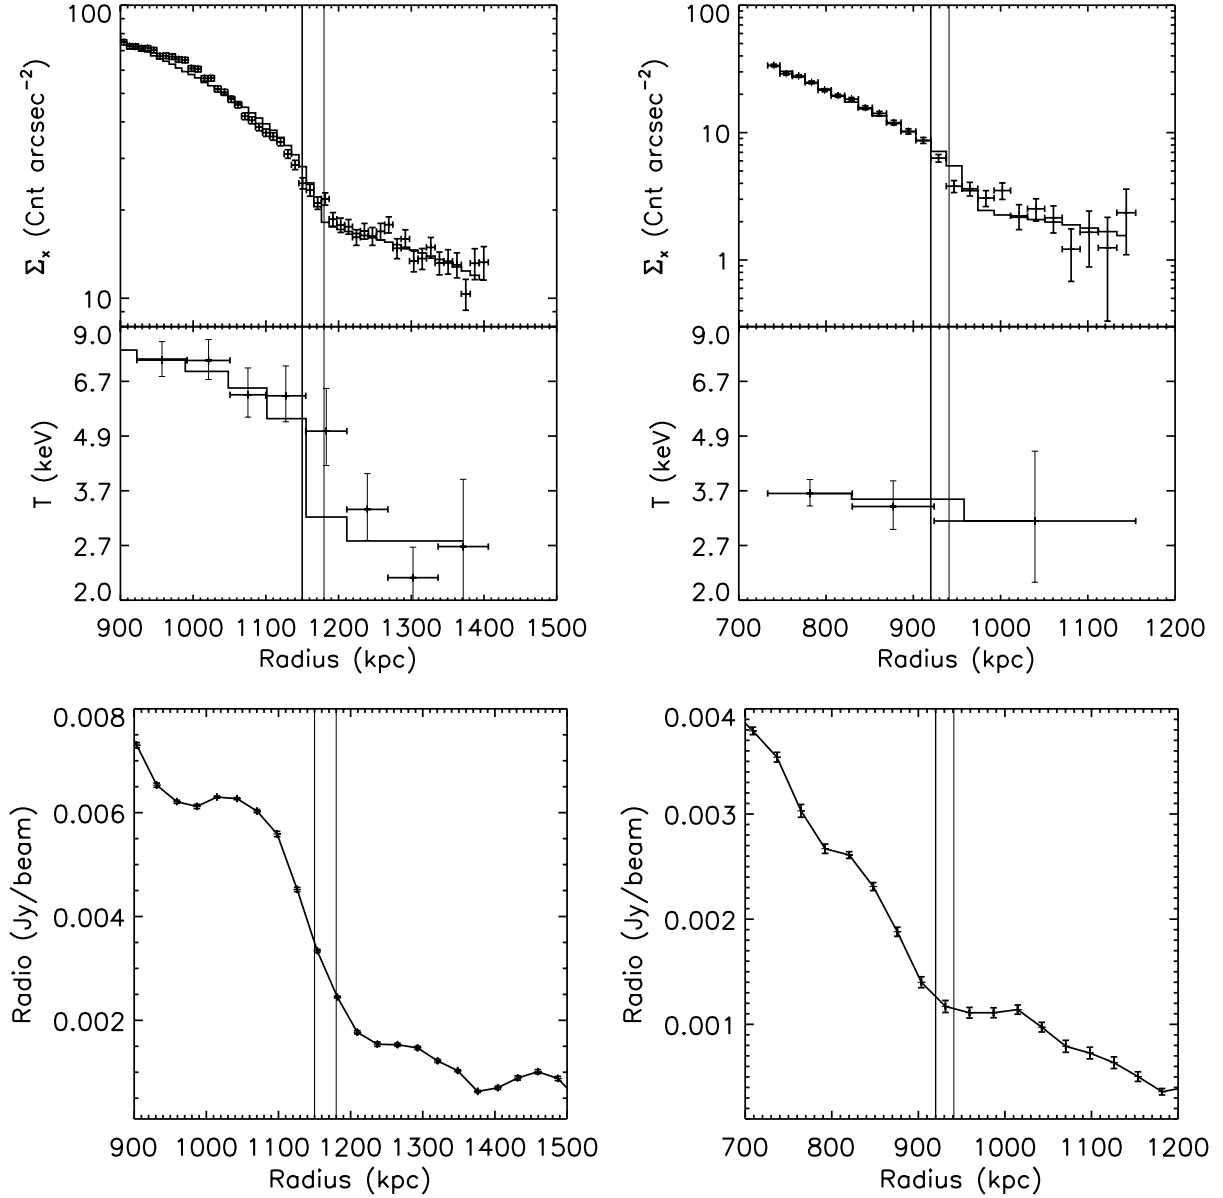 100
10
Σx (Cnt arcsec−2)
9.0
6.7
4.9
3.7
2.7
2.0
T (keV)
900 1000 1100 1200 1300 1400 1500
Radius (kpc)
100
10
1
Σx (Cnt arcsec−2)
9.0
6.7
4.9
3.7
2.7
2.0
T (keV)
700 800 900 1000 1100 1200
Radius (kpc)
0.008
0.006
0.004
0.002
Radio (Jy/beam)
900 1000 1100 1200 1300 1400 1500
Radius (kpc)
0.004
0.003
0.002
0.001
Radio (Jy/beam)
700 800 900 1000 1100 1200
Radius (kpc)